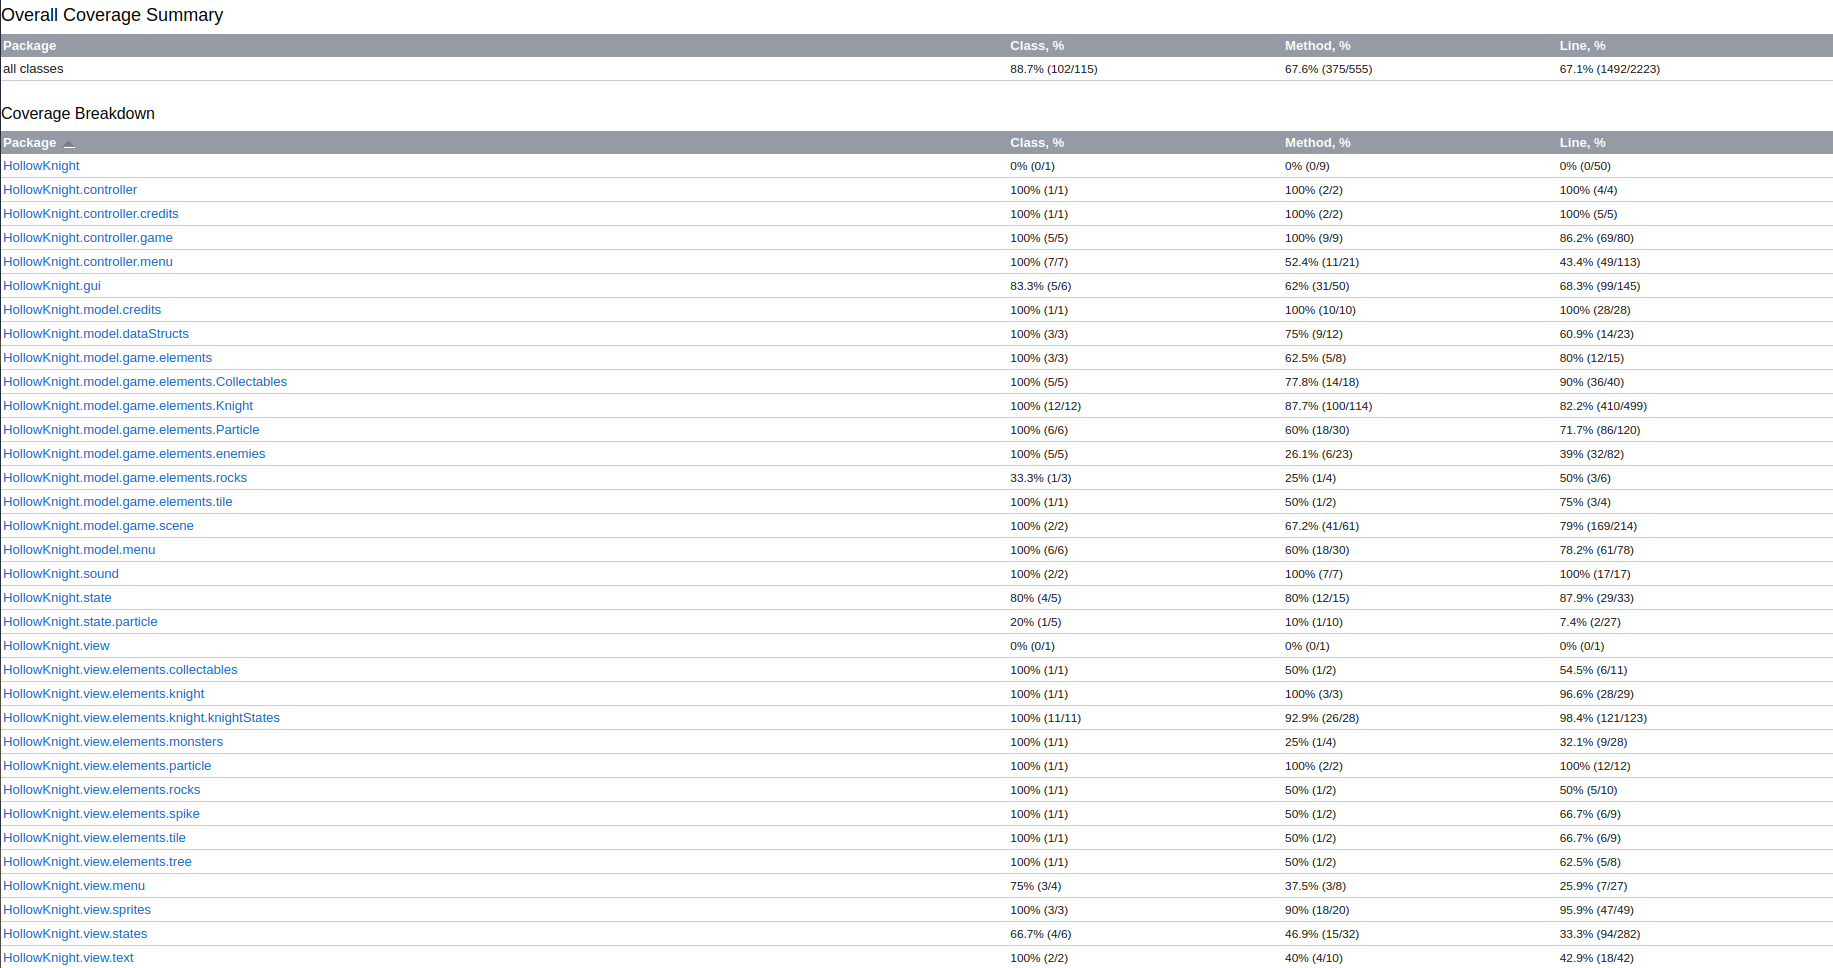 Overall Coverage Summary
Package Class, % Method, % Line, %
all classes 88.7% (102/115) 67.6% (375/555) 67.1% (1492/2223)
Coverage Breakdown
Package Class, % Method, % Line, %
HollowKnight 0% (0/1) 0% (0/9) 0% (0/50)
HollowKnight.controller 100% (1/1) 100% (2/2) 100% (4/4)
HollowKnight.controller.credits 100% (1/1) 100% (2/2) 100% (5/5)
HollowKnight.controller.game 100% (5/5) 100% (9/9) 86.2% (69/80)
HollowKnight.controller.menu 100% (7/7) 52.4% (11/21) 43.4% (49/113)
HollowKnight.gui 83.3% (5/6) 62% (31/50) 68.3% (99/145)
HollowKnight.model.credits 100% (1/1) 100% (10/10) 100% (28/28)
HollowKnight.model.dataStructs 100% (3/3) 75% (9/12) 60.9% (14/23)
HollowKnight.model.game.elements 100% (3/3) 62.5% (5/8) 80% (12/15)
HollowKnight.model.game.elements.Collectables 100% (5/5) 77.8% (14/18) 90% (36/40)
HollowKnight.model.game.elements.Knight 100% (12/12) 87.7% (100/114) 82.2% (410/499)
HollowKnight.model.game.elements.Particle 100% (6/6) 60% (18/30) 71.7% (86/120)
HollowKnight.model.game.elements.enemies 100% (5/5) 26.1% (6/23) 39% (32/82)
HollowKnight.model.game.elements.rocks 33.3% (1/3) 25% (1/4) 50% (3/6)
HollowKnight.model.game.elements.tile 100% (1/1) 50% (1/2) 75% (3/4)
HollowKnight.model.game.scene 100% (2/2) 67.2% (41/61) 79% (169/214)
HollowKnight.model.menu 100% (6/6) 60% (18/30) 78.2% (61/78)
HollowKnight.sound 100% (2/2) 100% (7/7) 100% (17/17)
HollowKnight.state 80% (4/5) 80% (12/15) 87.9% (29/33)
HollowKnight.state.particle 20% (1/5) 10% (1/10) 7.4% (2/27)
HollowKnight.view 0% (0/1) 0% (0/1) 0% (0/1)
HollowKnight.view.elements.collectables 100% (1/1) 50% (1/2) 54.5% (6/11)
HollowKnight.view.elements.knight 100% (1/1) 100% (3/3) 96.6% (28/29)
HollowKnight.view.elements.knight.knightStates 100% (11/11) 92.9% (26/28) 98.4% (121/123)
HollowKnight.view.elements.monsters 100% (1/1) 25% (1/4) 32.1% (9/28)
HollowKnight.view.elements.particle 100% (1/1) 100% (2/2) 100% (12/12)
HollowKnight.view.elements.rocks 100% (1/1) 50% (1/2) 50% (5/10)
HollowKnight.view.elements.spike 100% (1/1) 50% (1/2) 66.7% (6/9)
HollowKnight.view.elements.tile 100% (1/1) 50% (1/2) 66.7% (6/9)
HollowKnight.view.elements.tree 100% (1/1) 50% (1/2) 62.5% (5/8)
HollowKnight.view.menu 75% (3/4) 37.5% (3/8) 25.9% (7/27)
HollowKnight.view.sprites 100% (3/3) 90% (18/20) 95.9% (47/49)
HollowKnight.view.states 66.7% (4/6) 46.9% (15/32) 33.3% (94/282)
HollowKnight.view.text 100% (2/2) 40% (4/10) 42.9% (18/42)